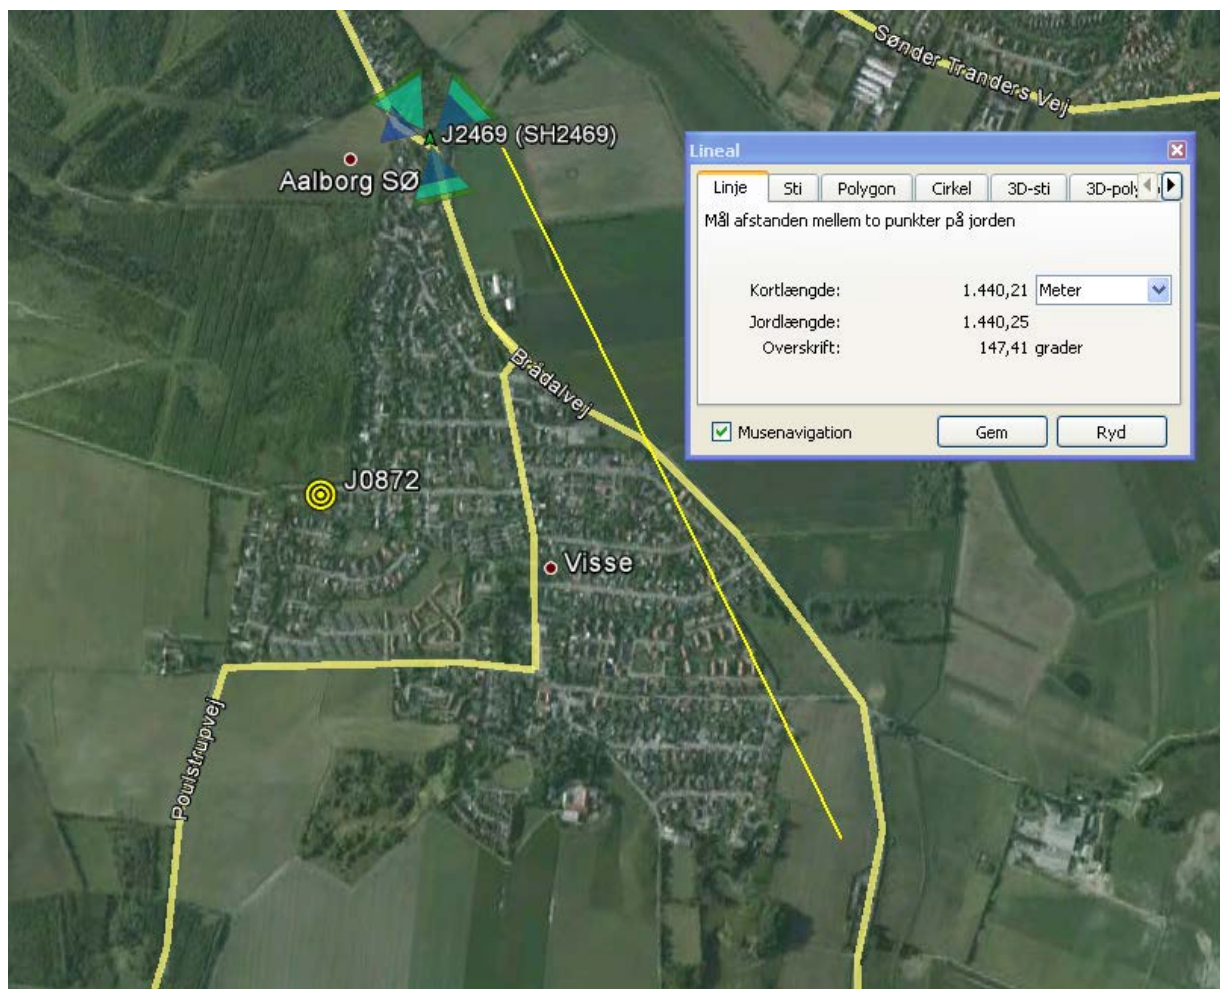 Sønder Tranders Vej
J2469 (SH2469)
Aalborg SØ
Lineal
Linje
Sti
Polygon
Cirkel
3D-sti
Mål afstanden mellem to punkter på jorden
Kortlængde: 1.440,21 Meter
Jordlængde: 1.440,25
Overskrift: 147,41 grader
Musenavigation
Gem
Ryd
Brådalvej
J0872
Visse
Poulstrupvej